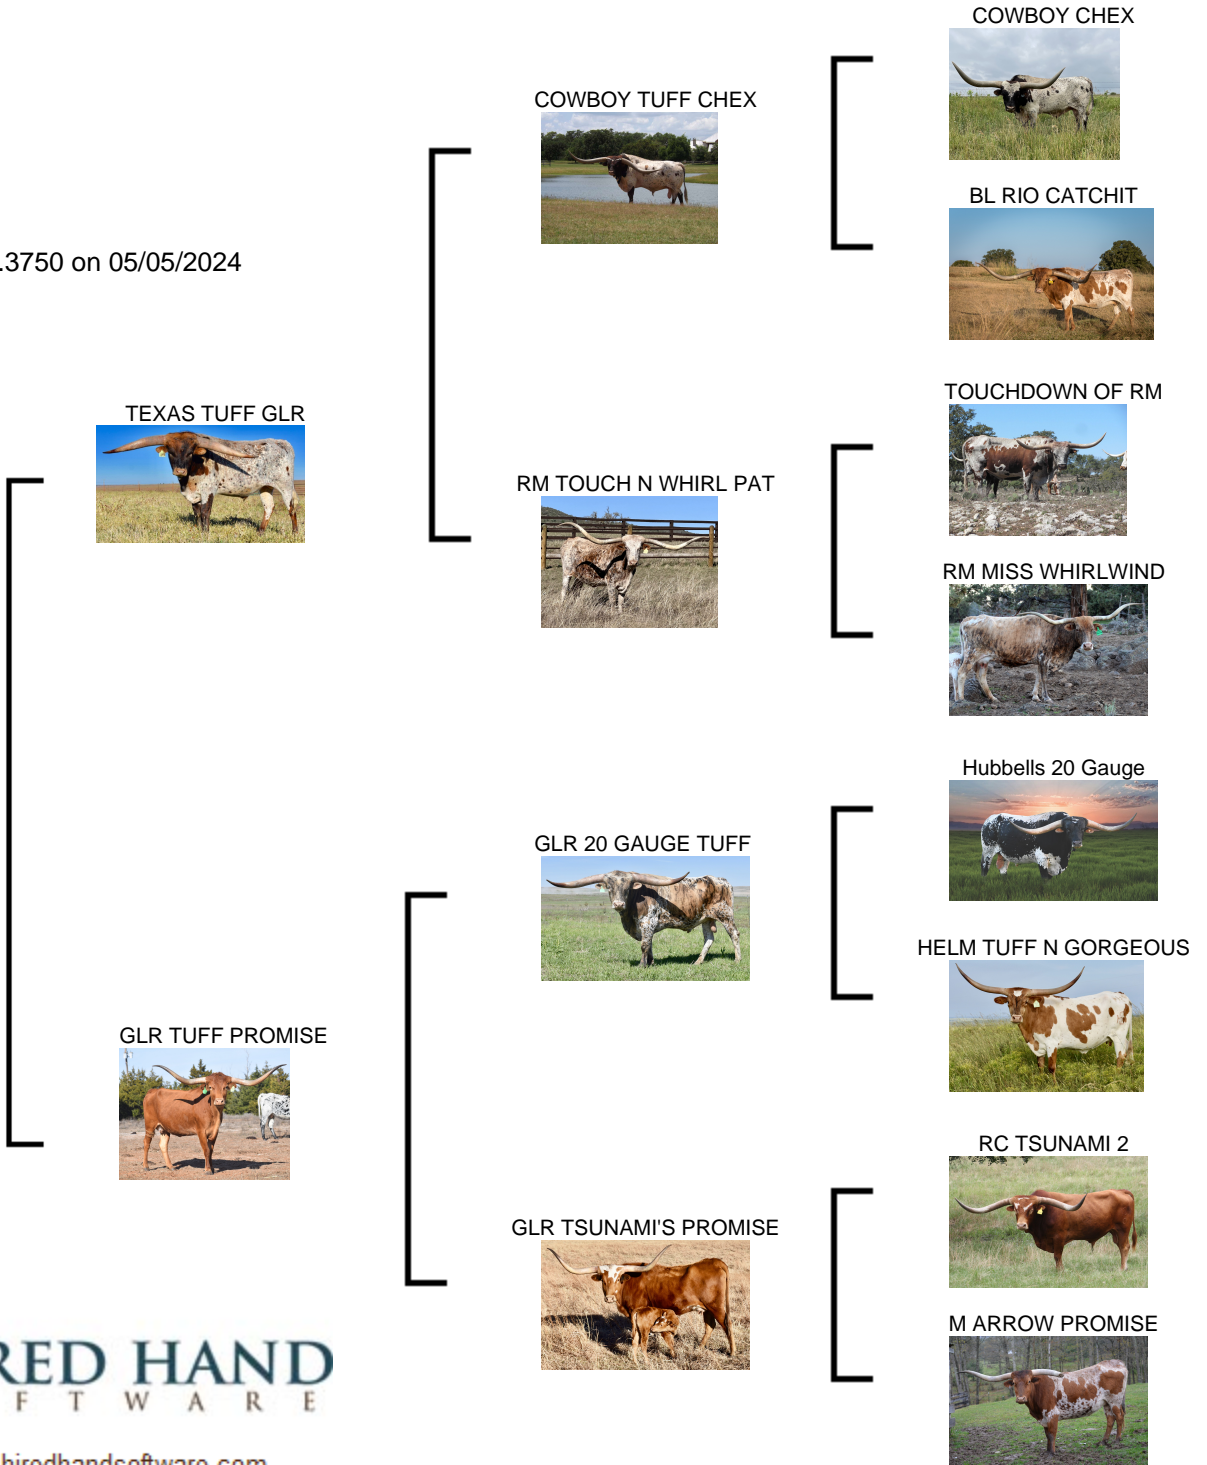 COWBOY CHEX
COWBOY TUFF CHEX
BL RIO CATCHIT
.3750 on 05/05/2024
TOUCHDOWN OF RM
TEXAS TUFF GLR
RM TOUCH N WHIRL PAT
RM MISS WHIRLWIND
Hubbells 20 Gauge
GLR 20 GAUGE TUFF
HELM TUFF N GORGEOUS
GLR TUFF PROMISE
RC TSUNAMI 2
GLR TSUNAMI'S PROMISE
M ARROW PROMISE
RED HAND
F T W A R E
hiredhandsoftware.com